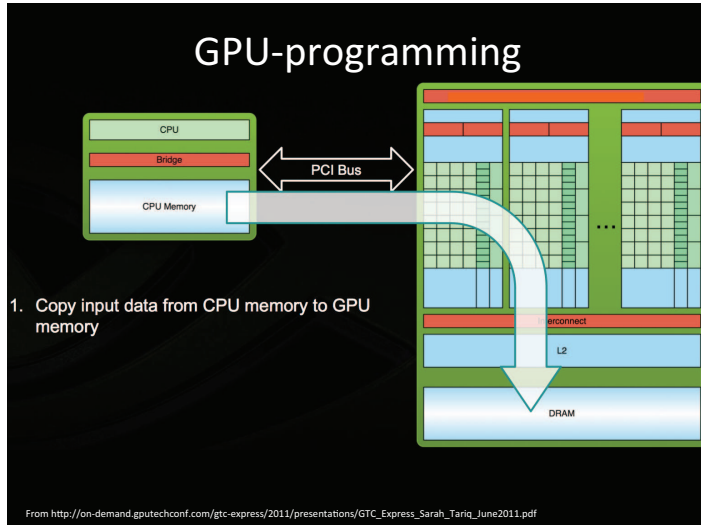 GPU-programming
CPU
Bridge
CPU Memory
PCI Bus
...
Interconnect
L2
DRAM
1. Copy input data from CPU memory to GPU
memory
From http://on-demand.gputechconf.com/gtc-express/2011/presentations/GTC_Express_Sarah_Tariq_June2011.pdf